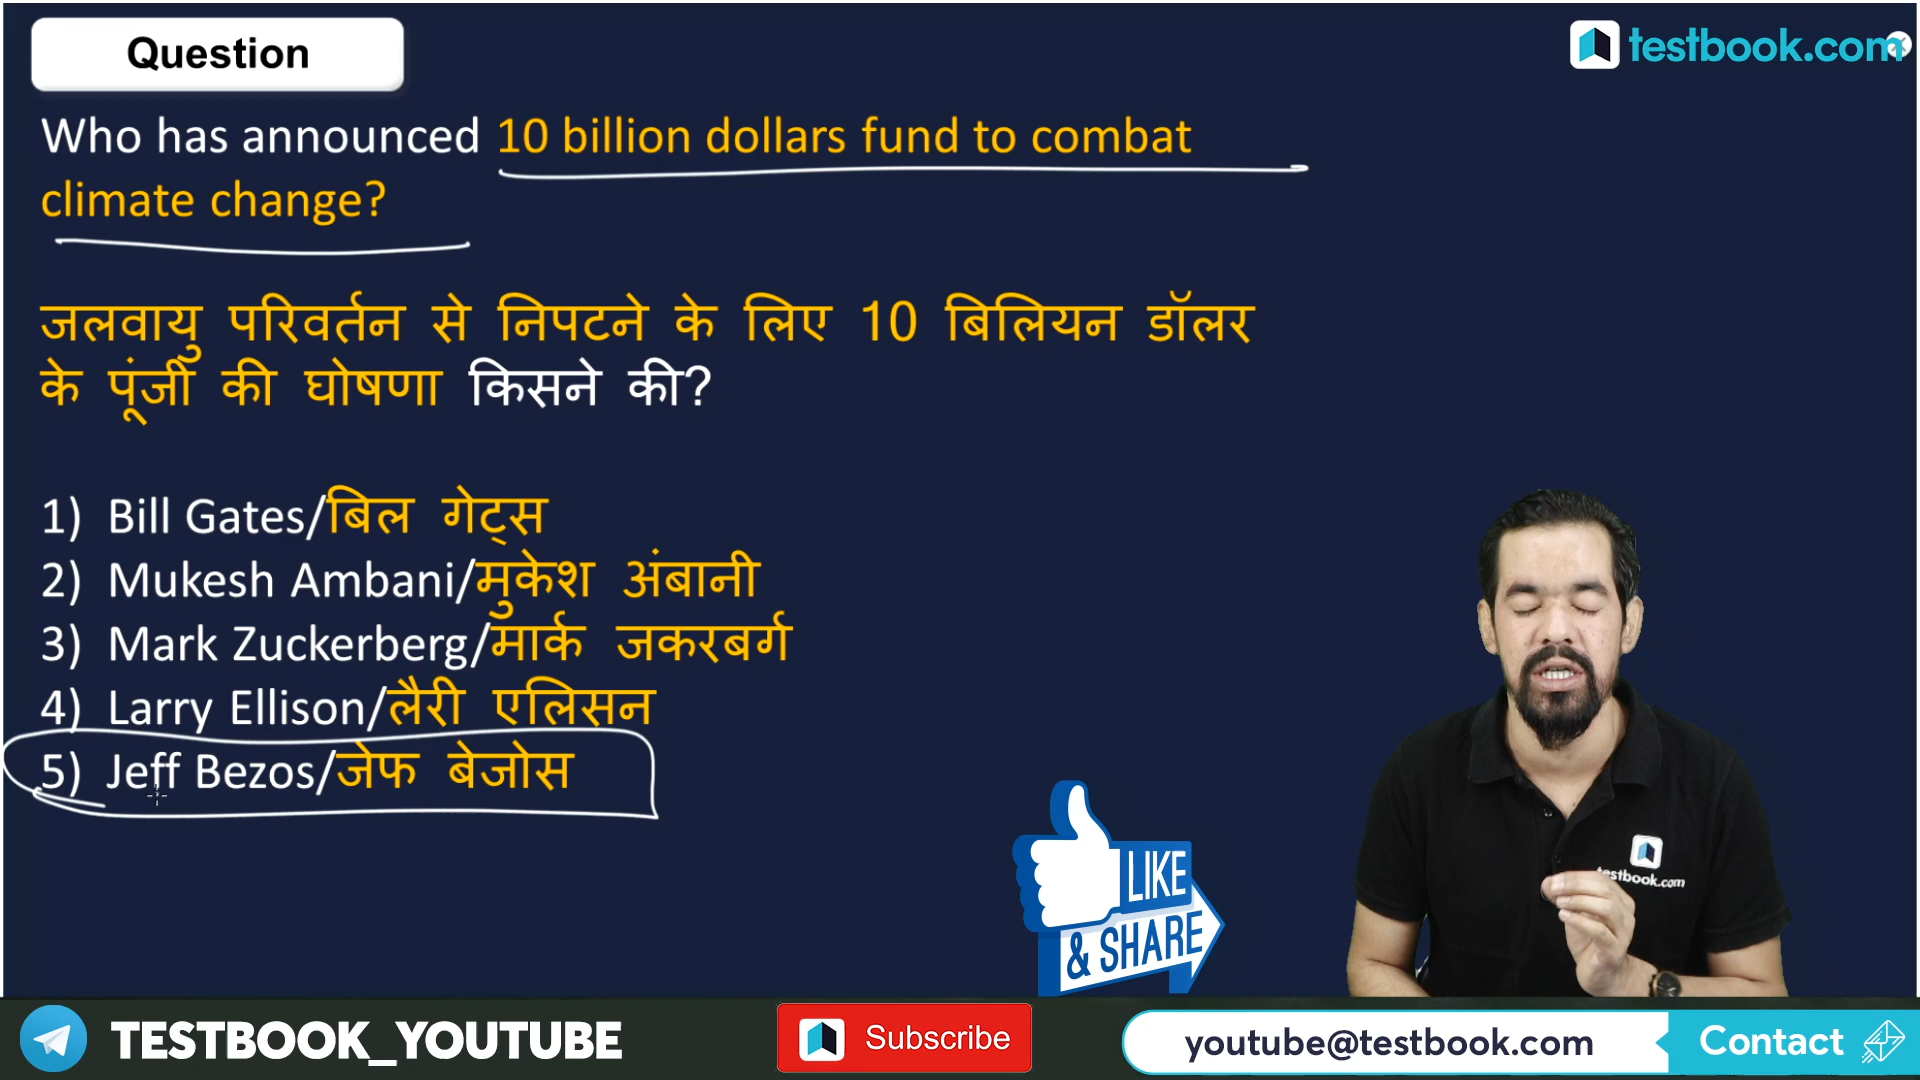 Question
testbook.com
Who has announced 10 billion dollars fund to combat
climate change?
जलवायु परिवर्तन से निपटने के लिए 10 बिलियन डॉलर
के पूंजी की घोषणा किसने की?
1) Bill Gates/बिल गेट्स
2) Mukesh Ambani/मुकेश अंबानी
3) Mark Zuckerberg/मार्क जकरबर्ग
4) Larry Ellison/लैरी एलिसन
5) Jeff Bezos/जेफ बेजोस
LIKE
& SHARE
testbook.com
TESTBOOK_YOUTUBE
Subscribe
youtube@testbook.com
Contact